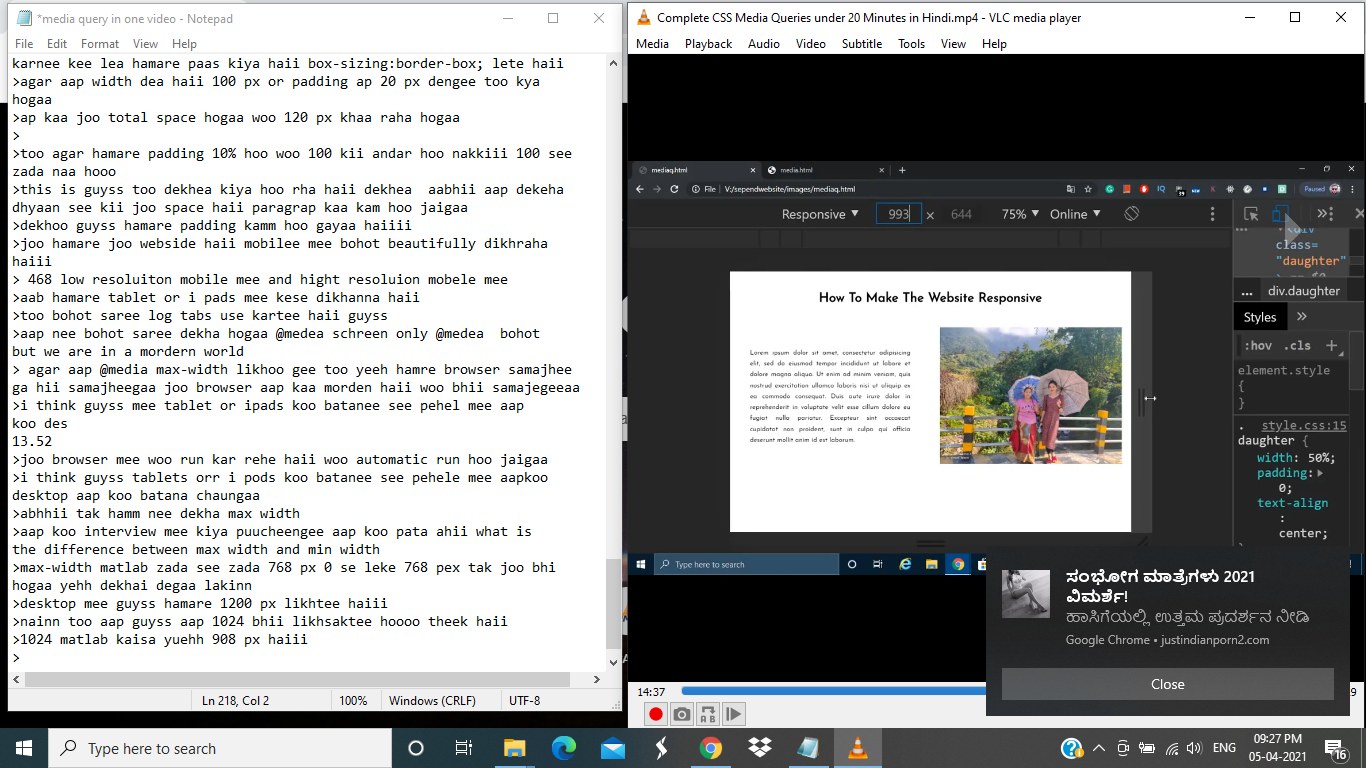 *media query in one video - Notepad
File Edit Format View Help
karnee kee lea hamare paas kiya haii box-sizing:border-box; lete haii
>agar aap width dea haii 100 px or padding ap 20 px dengee too kya
hogaa
>ap kaa joo total space hogaa woo 120 px khaa raha hogaa
>
>too agar hamare padding 10% hoo woo 100 kii andar hoo nakkiii 100 see
zada naa hooo
>this is guyss too dekhea kiya hoo rha haii dekhea  aabhii aap dekeha
dhyaan see kii joo space haii paragrap kaa kam hoo jaigaa
>dekhoo guyss hamare padding kamm hoo gayaa haiiii
>joo hamare joo webside haii mobilee mee bohot beautifully dikhraha
haiii
> 468 low resoluiton mobile mee and hight resoluion mobele mee
>aab hamare tablet or i pads mee kese dikhanna haii
>too bohot saree log tabs use kartee haii guyss
>aap nee bohot saree dekha hogaa @medea schreen only @medea  bohot
but we are in a mordern world
> agar aap @media max-width likhoo gee too yeeh hamre browser samajhee
ga hii samajheegaa joo browser aap kaa morden haii woo bhii samajegeeaa
>i think guyss mee tablet or ipads koo batanee see pehel mee aap
koo des
13.52
>joo browser mee woo run kar rehe haii woo automatic run hoo jaigaa
>i think guyss tablets orr i pods koo batanee see pehele mee aapkoo
desktop aap koo batana chaungaa
>abhhii tak hamm nee dekha max width
>aap koo interview mee kiya puucheengee aap koo pata ahii what is
the difference between max width and min width
>max-width matlab zada see zada 768 px 0 se leke 768 pex tak joo bhi
hogaa yehh dekhai degaa lakinn
>desktop mee guyss hamare 1200 px likhtee haiii
>nainn too aap guyss aap 1024 bhii likhsaktee hoooo theek haii
>1024 matlab kaisa yuehh 908 px haiii
>
Ln 218, Col 2 100% Windows (CRLF) UTF-8
Complete CSS Media Queries under 20 Minutes in Hindi.mp4 - VLC media player
Media Playback Audio Video Subtitle Tools View Help
mediaq.html media.html
File V:/sependwebsite/images/mediaq.html Paused
Responsive 993 × 644 75% Online
<div
class=
"daughter"
... div.daughter
Styles
:hov .cls
element.style
{
}
. style.css:15
daughter {
width: 50%;
padding:
0;
text-align
:
center;
How To Make The Website Responsive
Lorem ipsum dolor sit amet, consectetur adipisicing
elit, sed do eiusmod tempor incididunt ut labore et
dolore magna aliqua. Ut enim ad minim veniam, quis
nostrud exercitation ullamco laboris nisi ut aliquip ex
ea commodo consequat. Duis aute irure dolor in
reprehenderit in voluptate velit esse cillum dolore eu
fugiat nulla pariatur. Excepteur sint occaecat
cupidatat non proident, sunt in culpa qui officia
deserunt mollit anim id est laborum.
Type here to search
ಸಂಭೋಗ ಮಾತ್ರೆಗಳು 2021
ವಿಮರ್ಶೆ!
ಹಾಸಿಗೆಯಲ್ಲಿ ಉತ್ತಮ ಪ್ರದರ್ಶನ ನೀಡಿ
Google Chrome • justindianporn2.com
Close
14:37
Type here to search
ENG
09:27 PM
05-04-2021
16